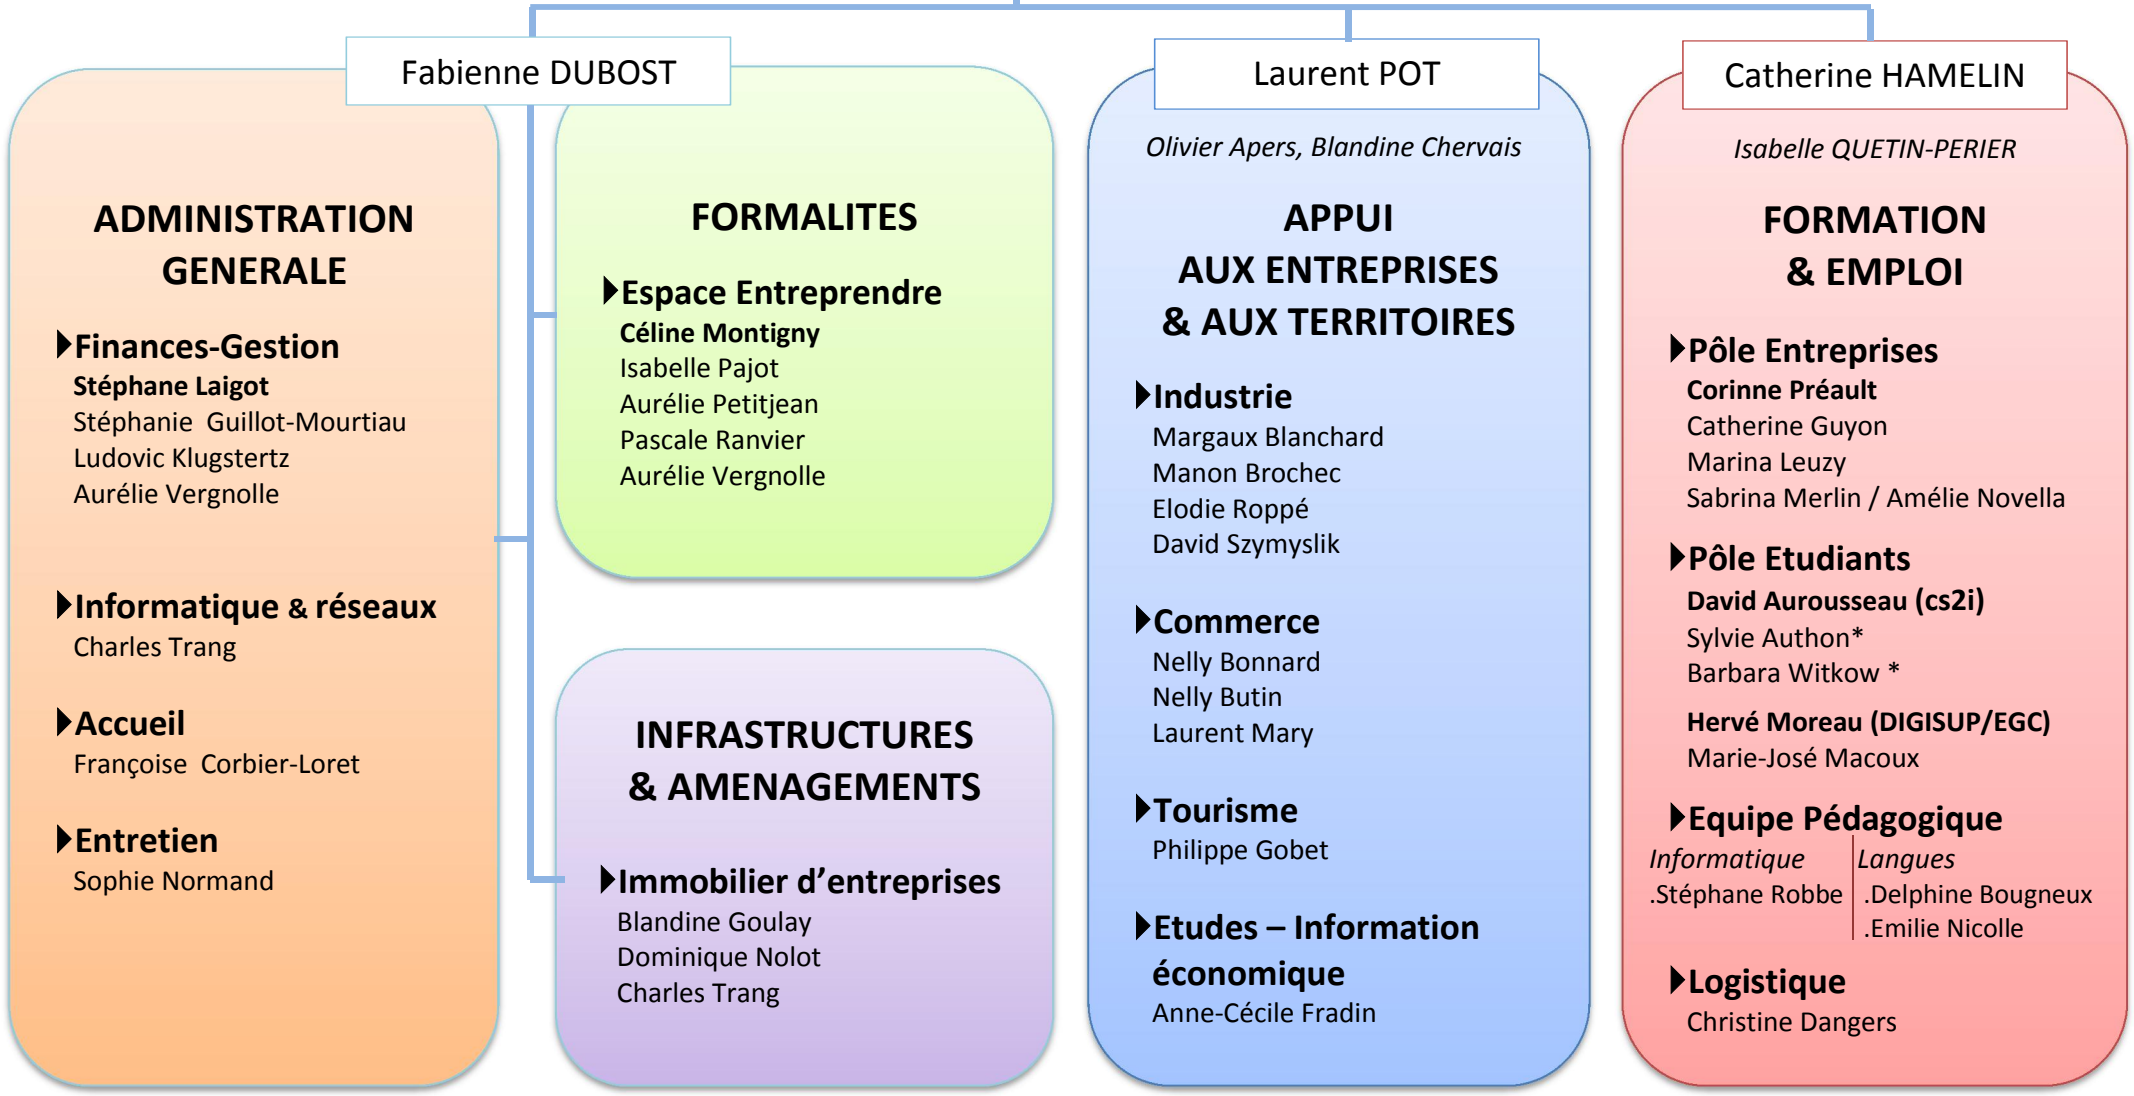 Fabienne DUBOST
ADMINISTRATION
GENERALE
Finances-Gestion
Stéphane Laigot
Stéphanie  Guillot-Mourtiau
Ludovic Klugstertz
Aurélie Vergnolle
Informatique & réseaux
Charles Trang
Accueil
Françoise  Corbier-Loret
Entretien
Sophie Normand
FORMALITES
Espace Entreprendre
Céline Montigny
Isabelle Pajot
Aurélie Petitjean
Pascale Ranvier
Aurélie Vergnolle
INFRASTRUCTURES
& AMENAGEMENTS
Immobilier d’entreprises
Blandine Goulay
Dominique Nolot
Charles Trang
Laurent POT
Olivier Apers, Blandine Chervais
APPUI
AUX ENTREPRISES
& AUX TERRITOIRES
Industrie
Margaux Blanchard
Manon Brochec
Elodie Roppé
David Szymyslik
Commerce
Nelly Bonnard
Nelly Butin
Laurent Mary
Tourisme
Philippe Gobet
Etudes – Information
économique
Anne-Cécile Fradin
Catherine HAMELIN
Isabelle QUETIN-PERIER
FORMATION
& EMPLOI
Pôle Entreprises
Corinne Préault
Catherine Guyon
Marina Leuzy
Sabrina Merlin / Amélie Novella
Pôle Etudiants
David Aurousseau (cs2i)
Sylvie Authon*
Barbara Witkow *
Hervé Moreau (DIGISUP/EGC)
Marie-José Macoux
Equipe Pédagogique
Informatique
.Stéphane Robbe
Langues
.Delphine Bougneux
.Emilie Nicolle
Logistique
Christine Dangers